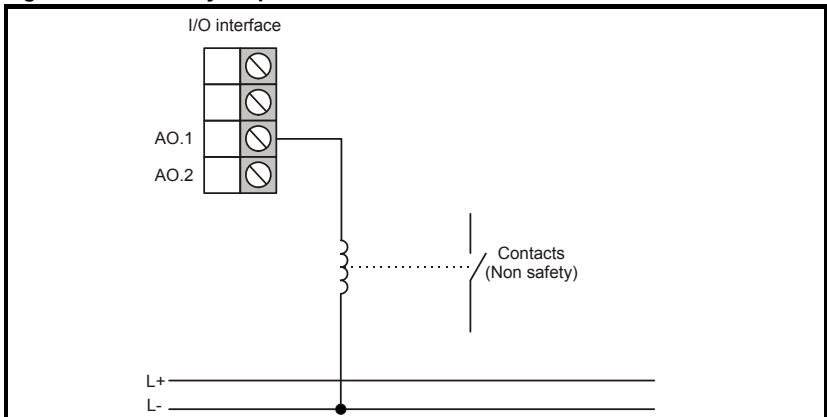 I/O interface
AO.1
AO.2
Contacts
(Non safety)
L+
L-